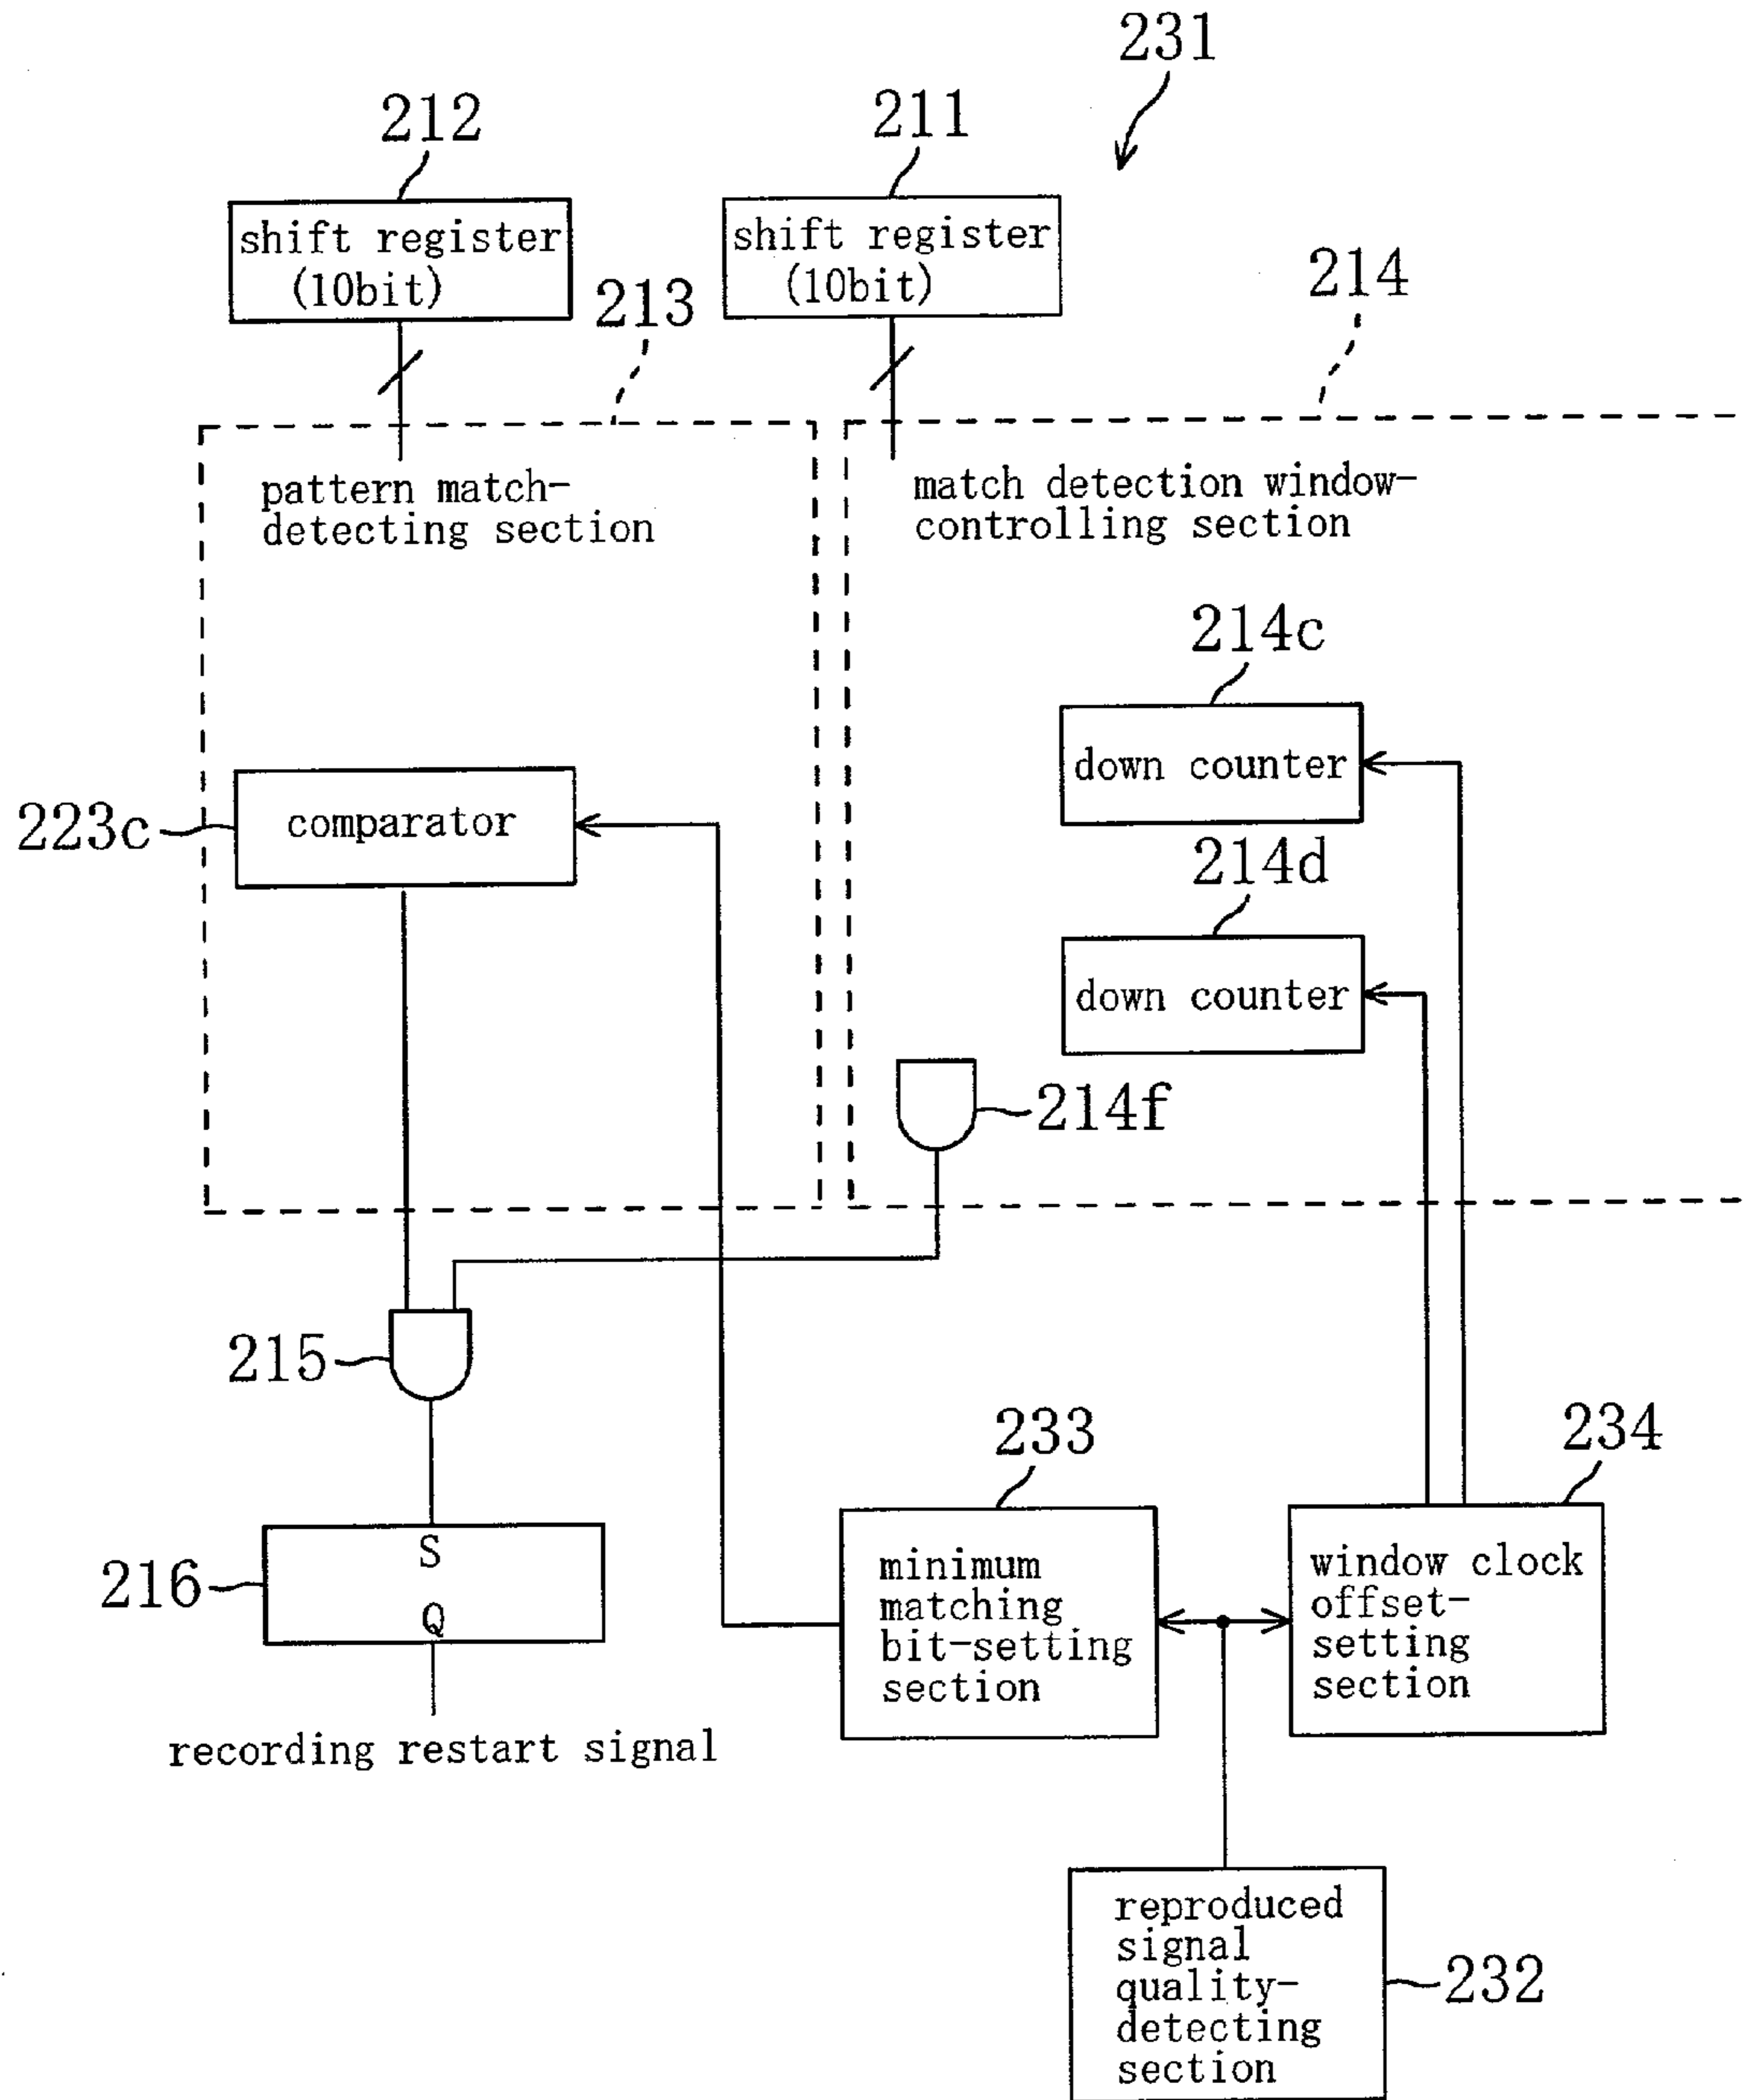 231
212
211
shift register
(10bit)
shift register
(10bit)
213
214
pattern match-
detecting section
match detection window-
controlling section
214c
down counter
223c
comparator
214d
down counter
214f
215
233
234
216
S
Q
minimum
matching
bit-setting
section
window clock
offset-
setting
section
recording restart signal
reproduced
signal
quality-
detecting
section
232